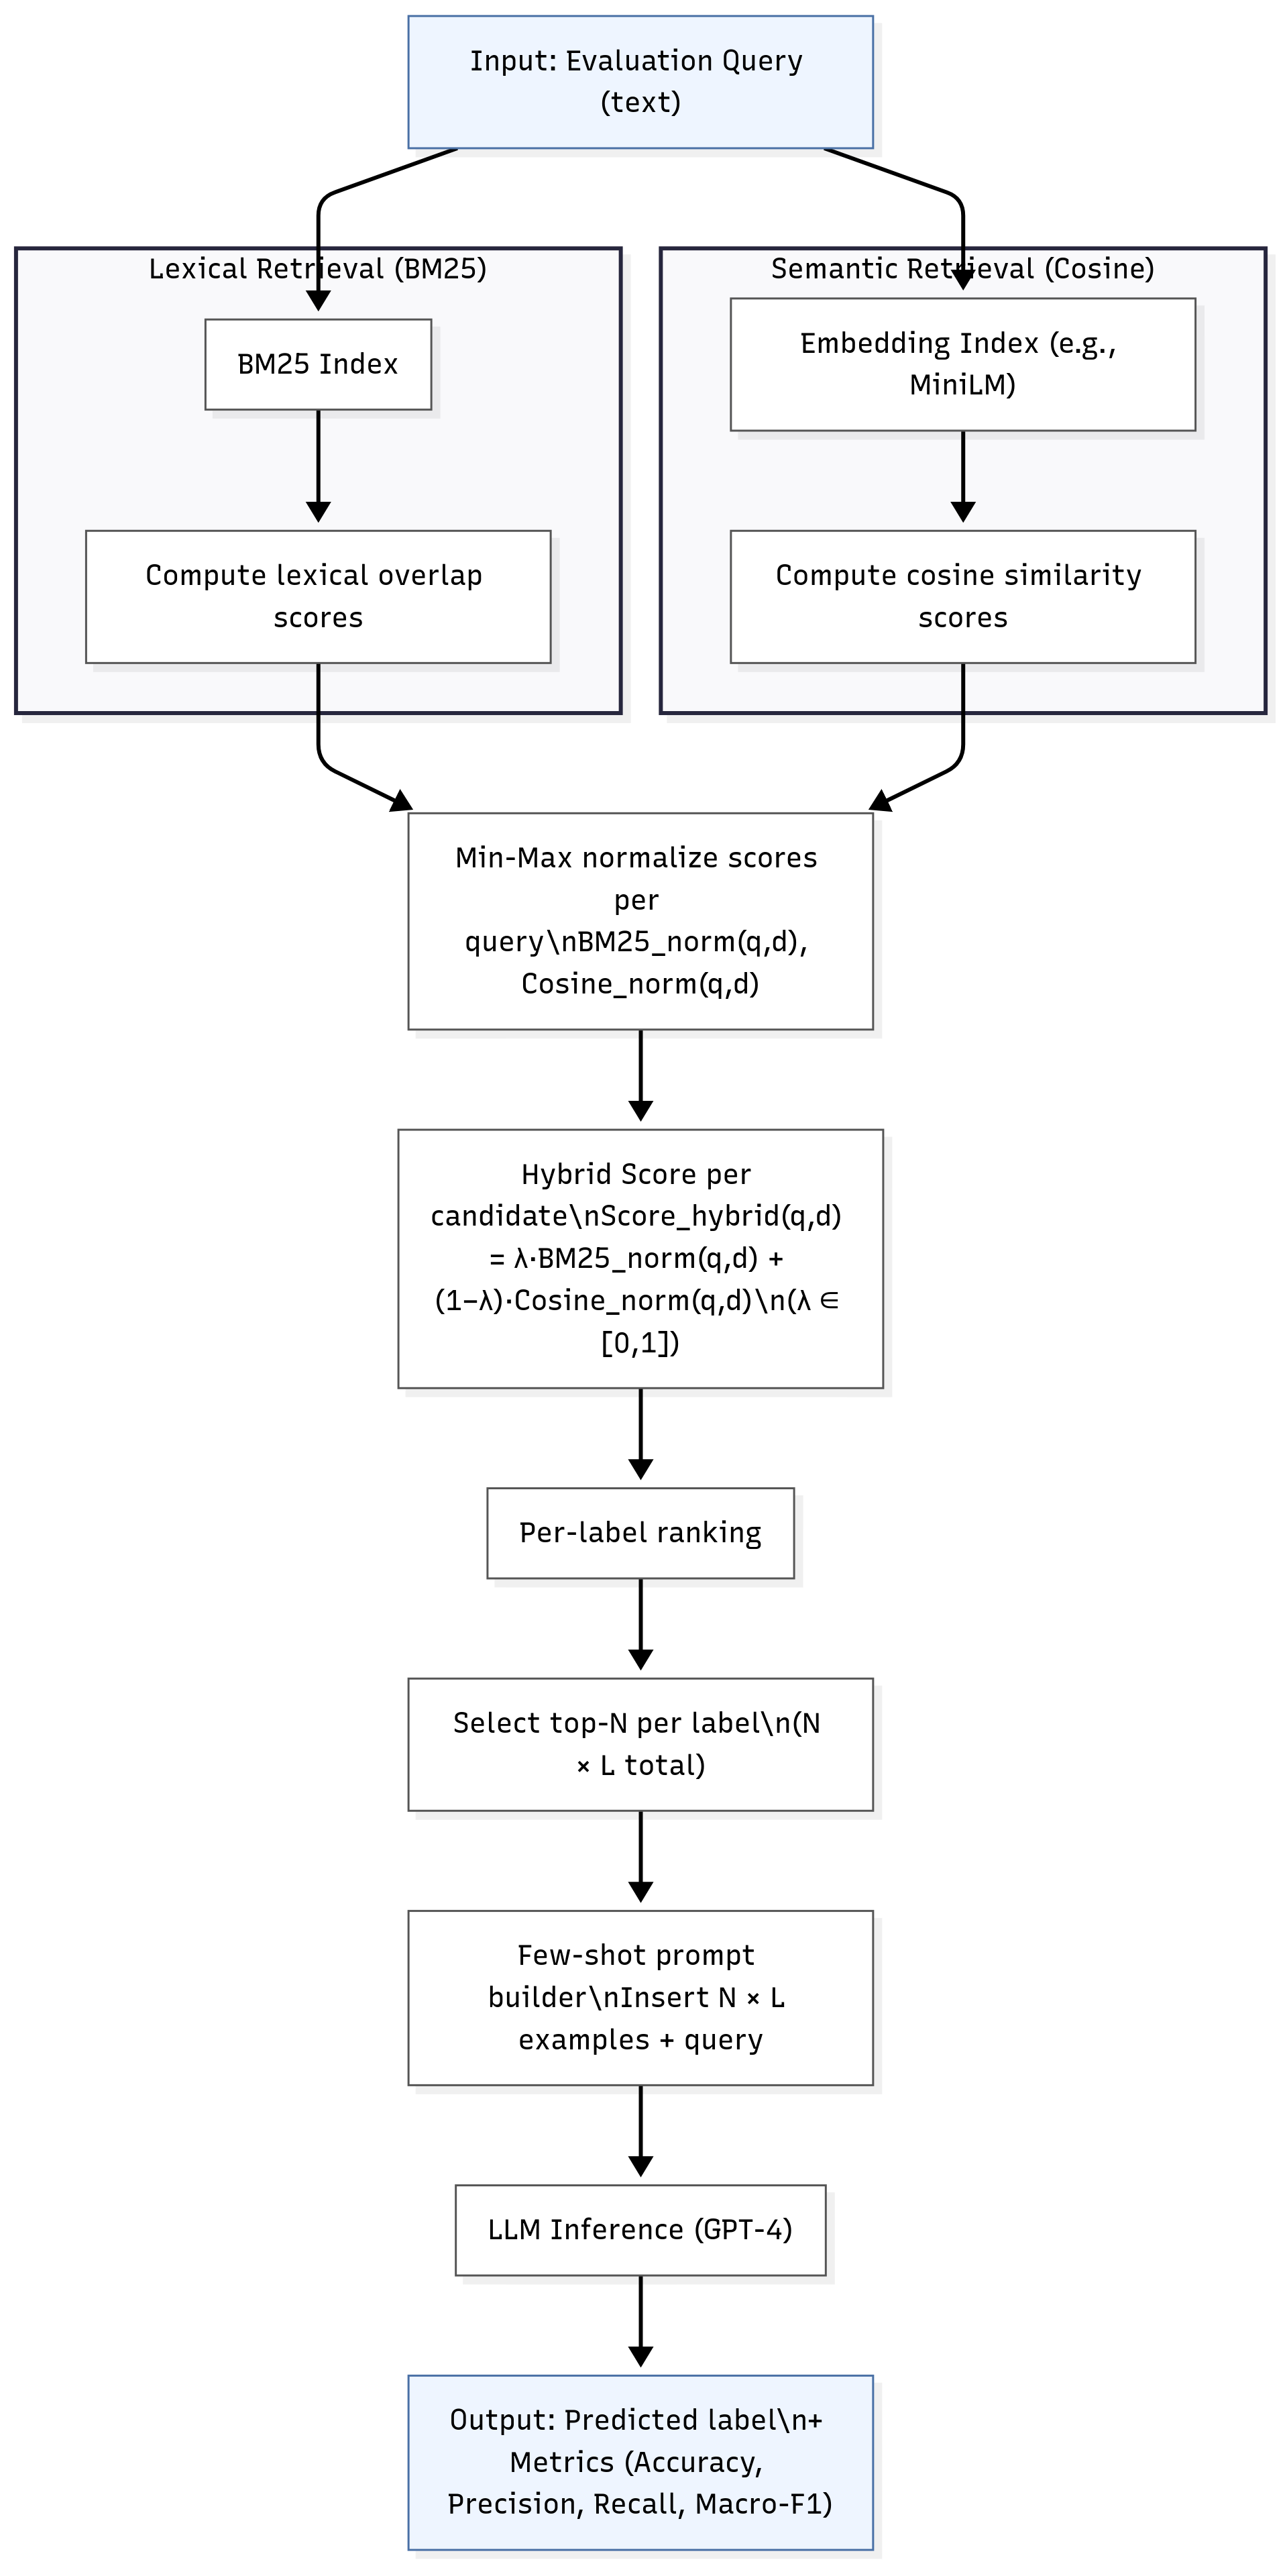 Input: Evaluation Query
(text)
Lexical Retrieval (BM25)
BM25 Index
Compute lexical overlap
scores
Semantic Retrieval (Cosine)
Embedding Index (e.g.,
MiniLM)
Compute cosine similarity
scores
Min-Max normalize scores
per
query\nBM25_norm(q,d),
Cosine_norm(q,d)
Hybrid Score per
candidate\nScore_hybrid(q,d)
= λ·BM25_norm(q,d) +
(1−λ)·Cosine_norm(q,d)\n(λ ∈
[0,1])
Per-label ranking
Select top-N per label\n(N
× L total)
Few-shot prompt
builder\nInsert N × L
examples + query
LLM Inference (GPT-4)
Output: Predicted label\n+
Metrics (Accuracy,
Precision, Recall, Macro-F1)